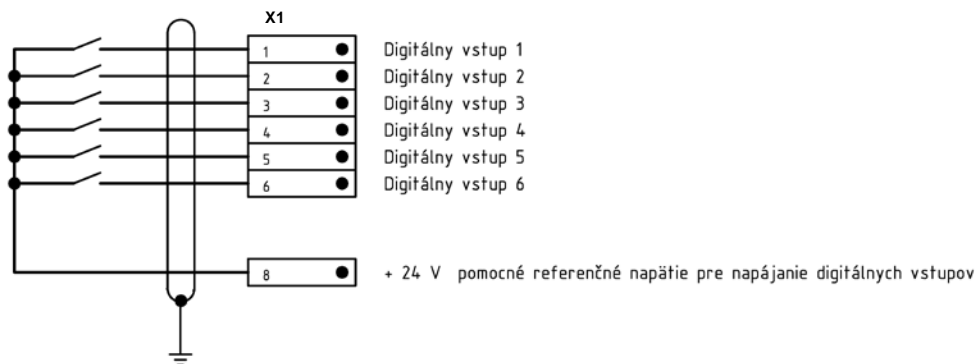 X1
1 Digitálny vstup 1
2 Digitálny vstup 2
3 Digitálny vstup 3
4 Digitálny vstup 4
5 Digitálny vstup 5
6 Digitálny vstup 6
8 + 24 V pomocné referenčné napätie pre napájanie digitálnych vstupov